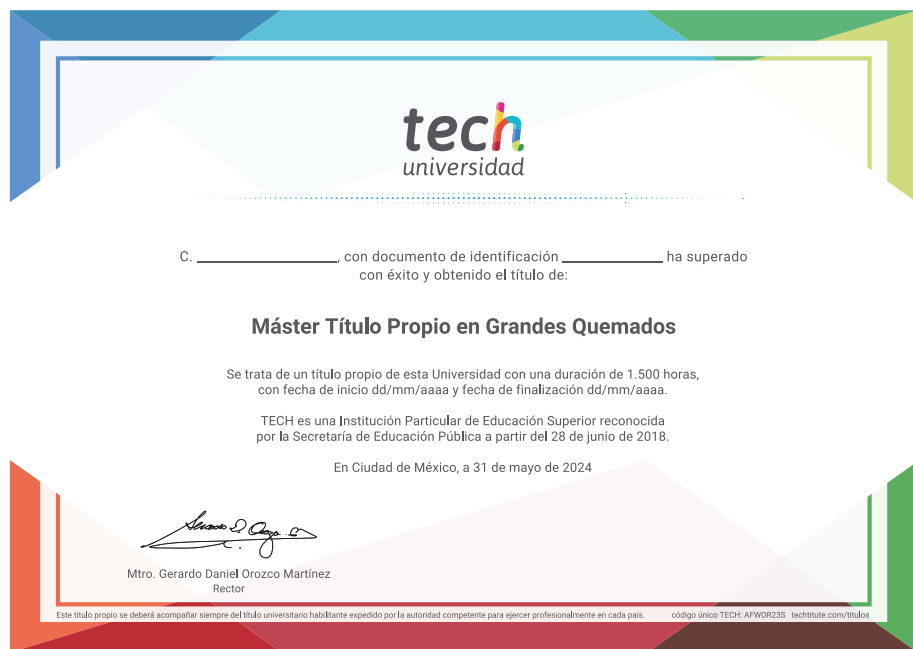 tech
universidad
C. ____________, con documento de identificación ____________ ha superado
con éxito y obtenido el título de:
Máster Título Propio en Grandes Quemados
Se trata de un título propio de esta Universidad con una duración de 1.500 horas,
con fecha de inicio dd/mm/aaaa y fecha de finalización dd/mm/aaaa.
TECH es una Institución Particular de Educación Superior reconocida
por la Secretaría de Educación Pública a partir del 28 de junio de 2018.
En Ciudad de México, a 31 de mayo de 2024
Mtro. Gerardo Daniel Orozco Martínez
Rector
Este título propio se deberá acompañar siempre del título universitario habilitante expedido por la autoridad competente para ejercer profesionalmente en cada país. código único TECH: AFWOR23S techtitute.com/titulos